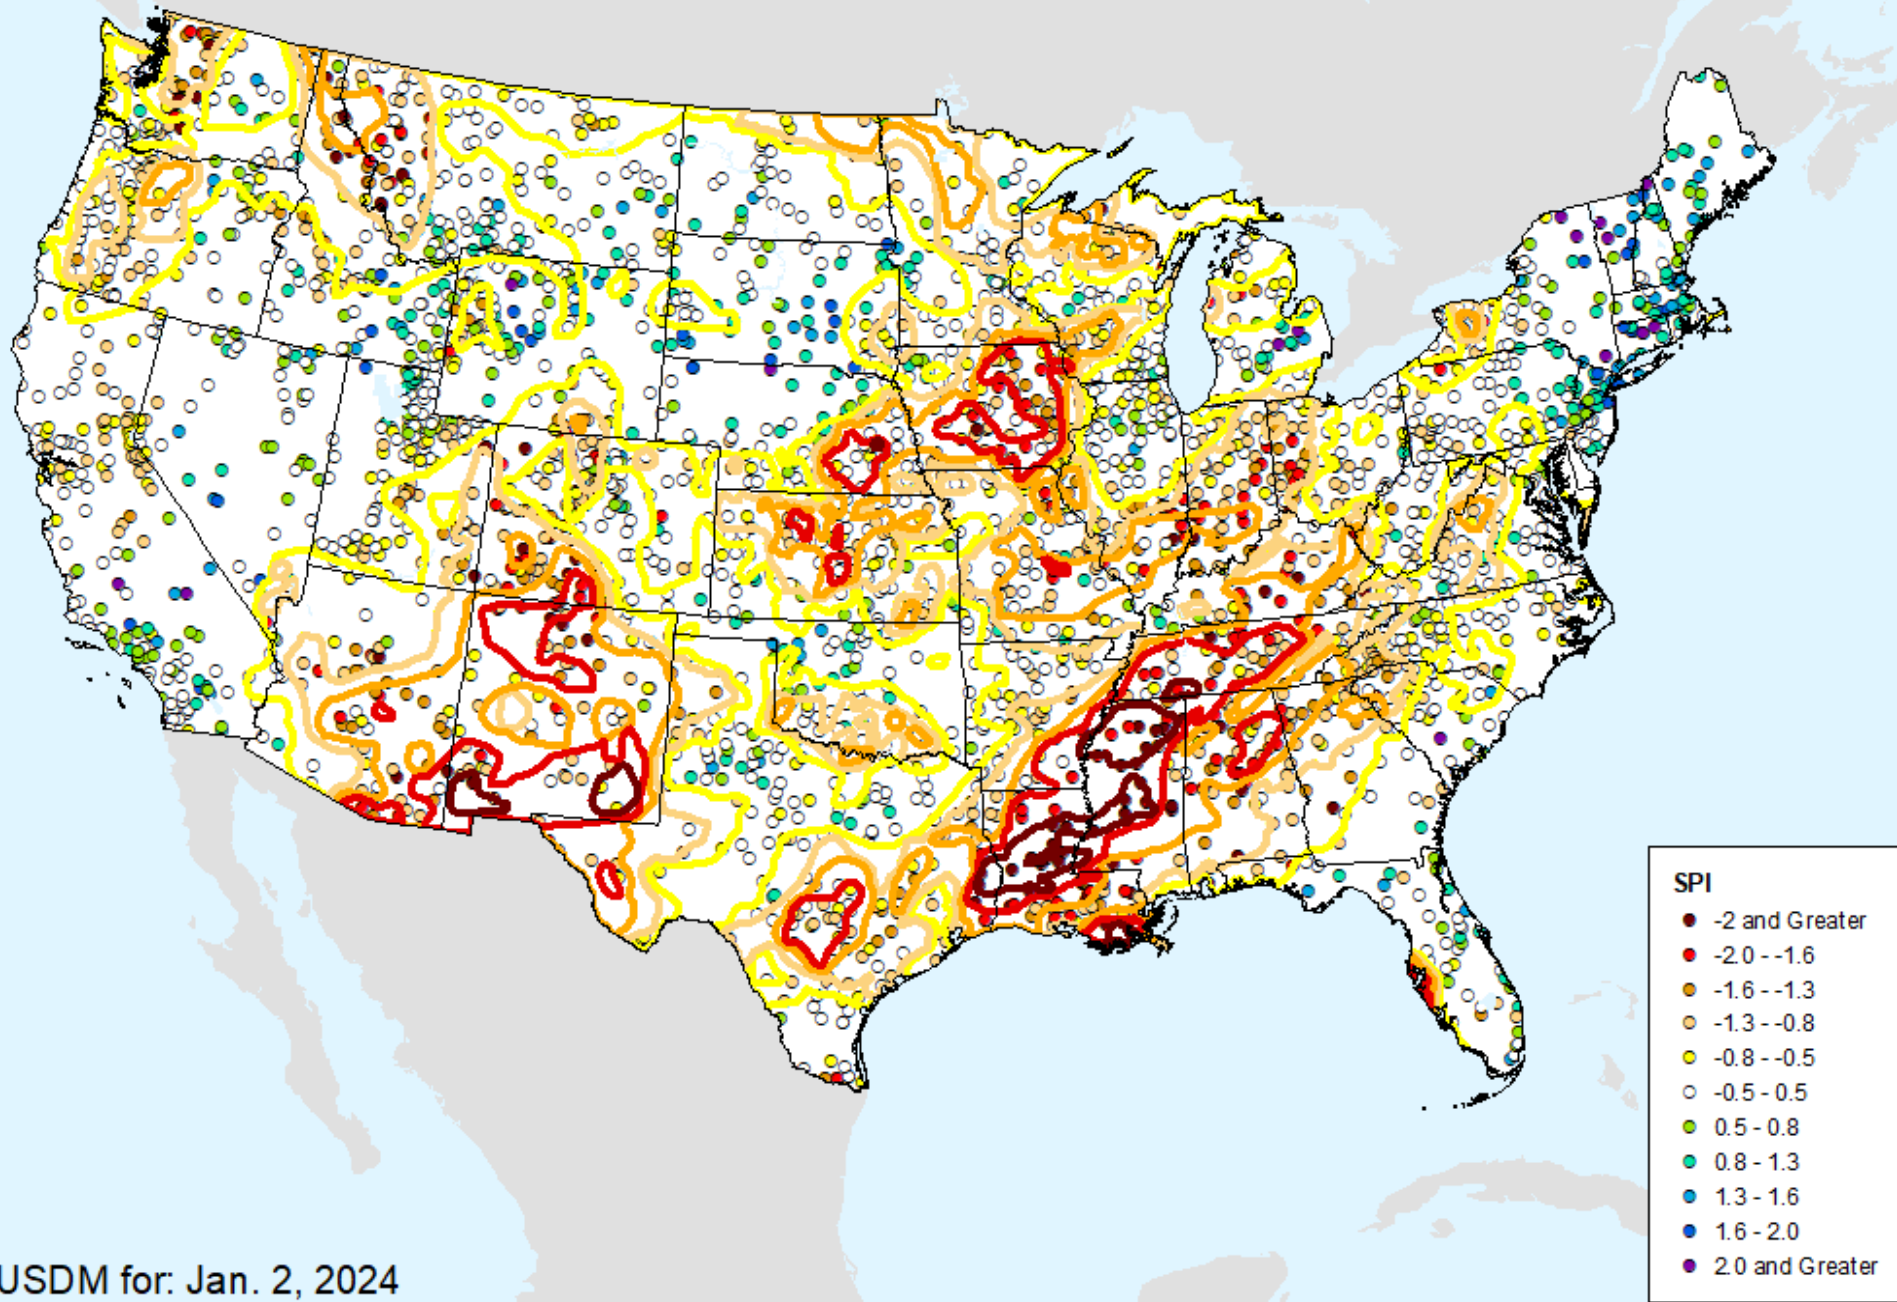 SPI
-2 and Greater
-2.0 - -1.6
-1.6 - -1.3
-1.3 - -0.8
-0.8 - -0.5
-0.5 - 0.5
0.5 - 0.8
0.8 - 1.3
1.3 - 1.6
1.6 - 2.0
2.0 and Greater
USDM for: Jan. 2, 2024